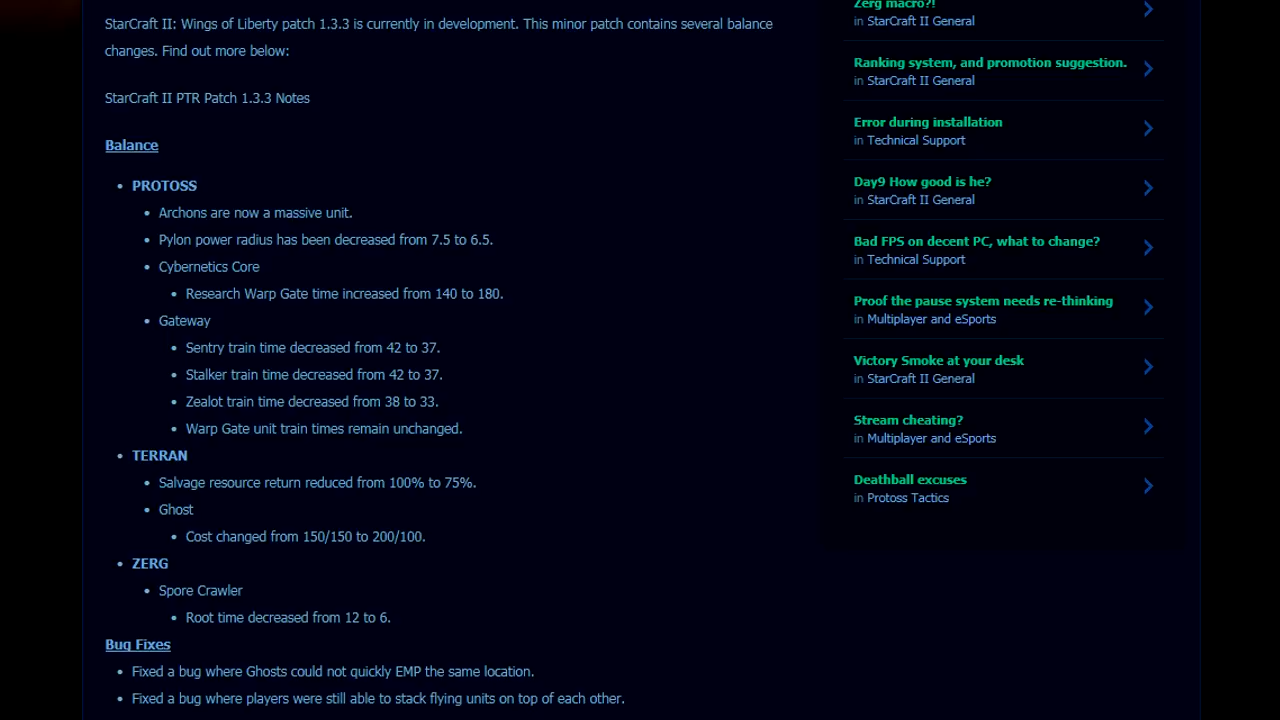 StarCraft II: Wings of Liberty patch 1.3.3 is currently in development. This minor patch contains several balance
changes. Find out more below:
StarCraft II PTR Patch 1.3.3 Notes
Balance
• PROTOSS
• Archons are now a massive unit.
• Pylon power radius has been decreased from 7.5 to 6.5.
• Cybernetics Core
• Research Warp Gate time increased from 140 to 180.
• Gateway
• Sentry train time decreased from 42 to 37.
• Stalker train time decreased from 42 to 37.
• Zealot train time decreased from 38 to 33.
• Warp Gate unit train times remain unchanged.
• TERRAN
• Salvage resource return reduced from 100% to 75%.
• Ghost
• Cost changed from 150/150 to 200/100.
• ZERG
• Spore Crawler
• Root time decreased from 12 to 6.
Bug Fixes
• Fixed a bug where Ghosts could not quickly EMP the same location.
• Fixed a bug where players were still able to stack flying units on top of each other.
Zerg macro?!
in StarCraft II General
Ranking system, and promotion suggestion.
in StarCraft II General
Error during installation
in Technical Support
Day9 How good is he?
in StarCraft II General
Bad FPS on decent PC, what to change?
in Technical Support
Proof the pause system needs re-thinking
in Multiplayer and eSports
Victory Smoke at your desk
in StarCraft II General
Stream cheating?
in Multiplayer and eSports
Deathball excuses
in Protoss Tactics